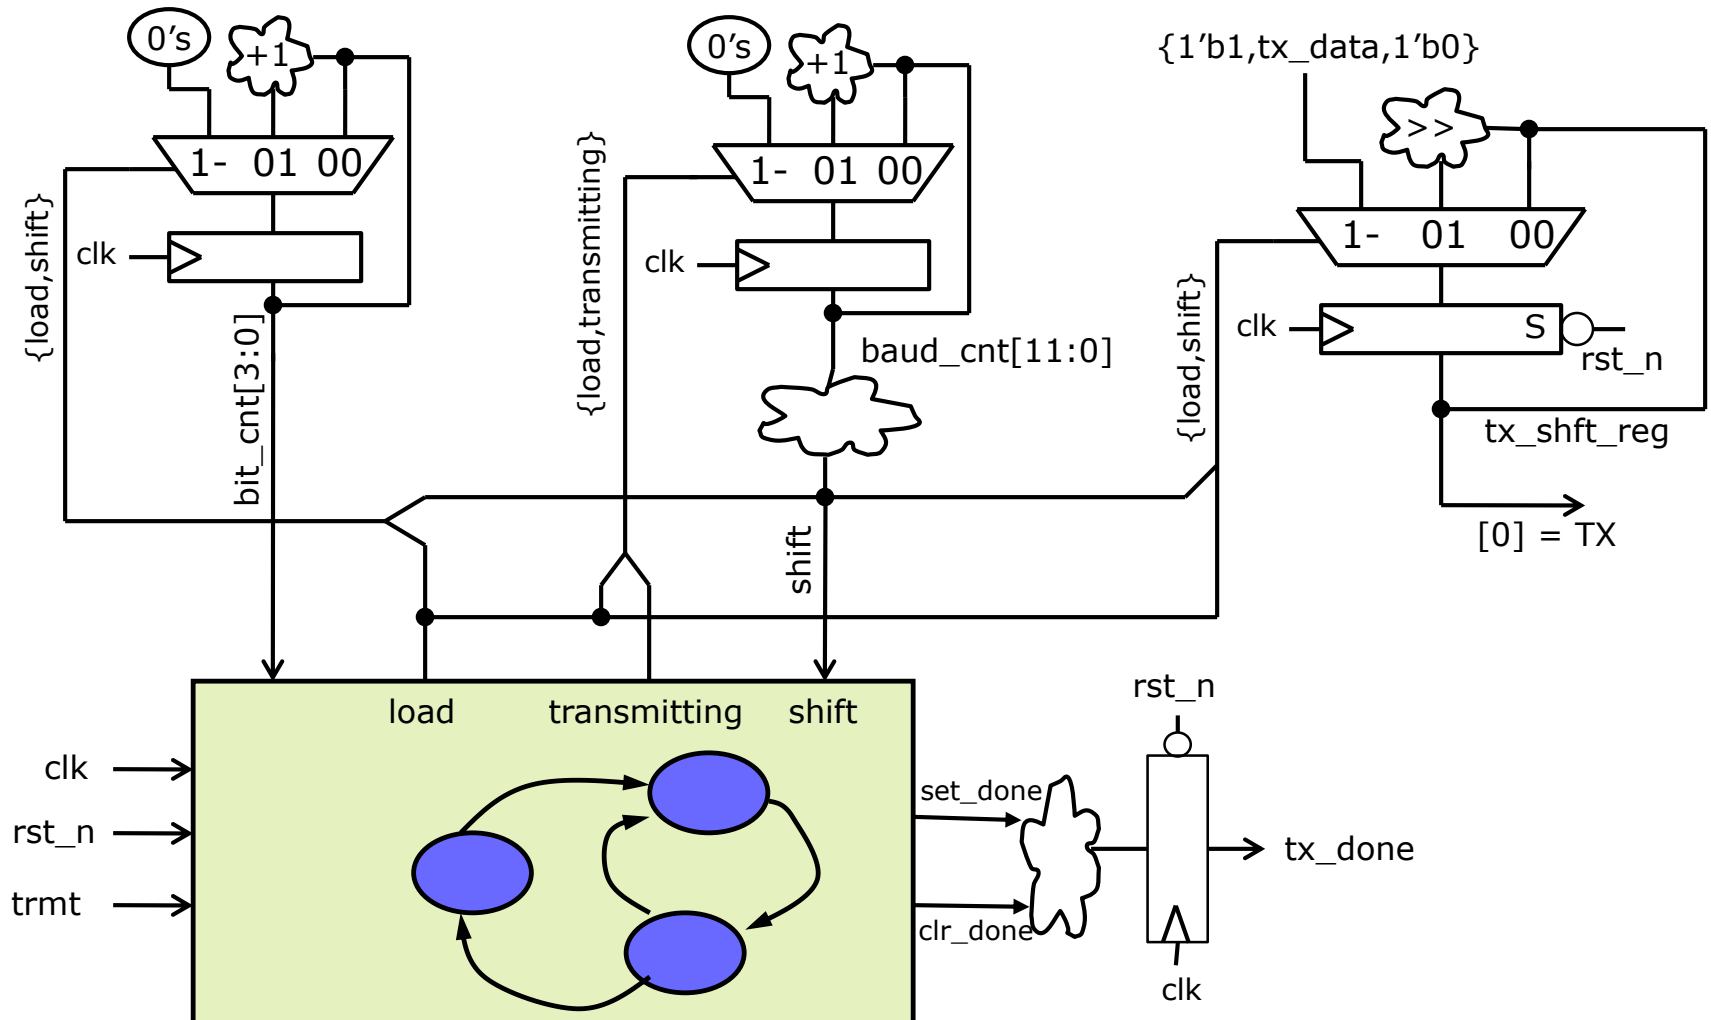 0's
+1
0's
+1
{1'b1,tx_data,1'b0}
>>
1- 01 00
1- 01 00
1- 01 00
{load,shift}
clk
{load,transmitting}
clk
{load,shift}
clk
S
rst_n
bit_cnt[3:0]
baud_cnt[11:0]
tx_shft_reg
[0] = TX
shift
load transmitting shift
rst_n
clk
rst_n
trmt
set_done
clr_done
tx_done
clk